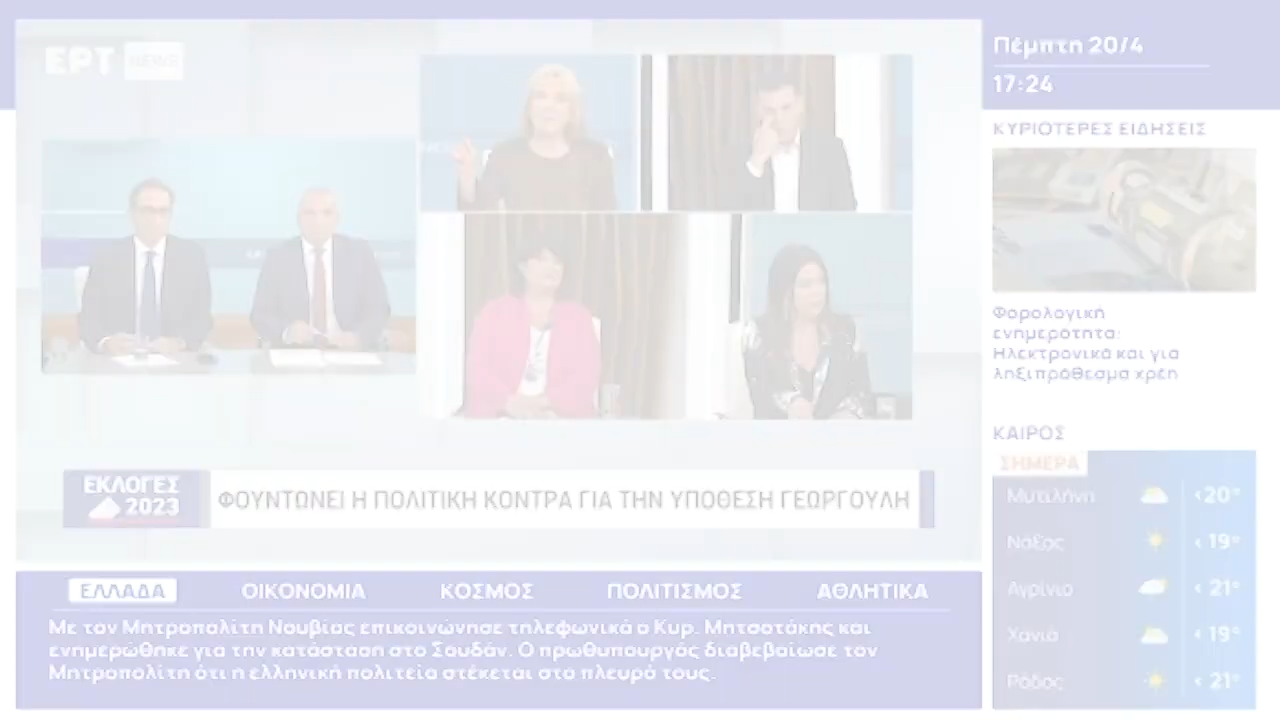 ΕΡΤ NEWS
Πέμπτη 20/4
17:24
ΚΥΡΙΟΤΕΡΕΣ ΕΙΔΗΣΕΙΣ
Φορολογική
ενημερότητα:
Ηλεκτρονικά και για
ληξιπρόθεσμα χρέη
ΚΑΙΡΟΣ
ΣΗΜΕΡΑ
Μυτιλήνη <20°
Νάξος < 19°
Αγρίνιο < 21°
Χανιά < 19°
Ρόδος < 21°
ΕΚΛΟΓΕΣ
2023
ΦΟΥΝΤΩΝΕΙ Η ΠΟΛΙΤΙΚΗ ΚΟΝΤΡΑ ΓΙΑ ΤΗΝ ΥΠΟΘΕΣΗ ΓΕΩΡΓΟΥΛΗ
ΕΛΛΑΔΑ ΟΙΚΟΝΟΜΙΑ ΚΟΣΜΟΣ ΠΟΛΙΤΙΣΜΟΣ ΑΘΛΗΤΙΚΑ
Με τον Μητροπολίτη Νουβίας επικοινώνησε τηλεφωνικά ο Κυρ. Μητσοτάκης και
ενημερώθηκε για την κατάσταση στο Σουδάν. Ο πρωθυπουργός διαβεβαίωσε τον
Μητροπολίτη ότι η ελληνική πολιτεία στέκεται στο πλευρό τους.